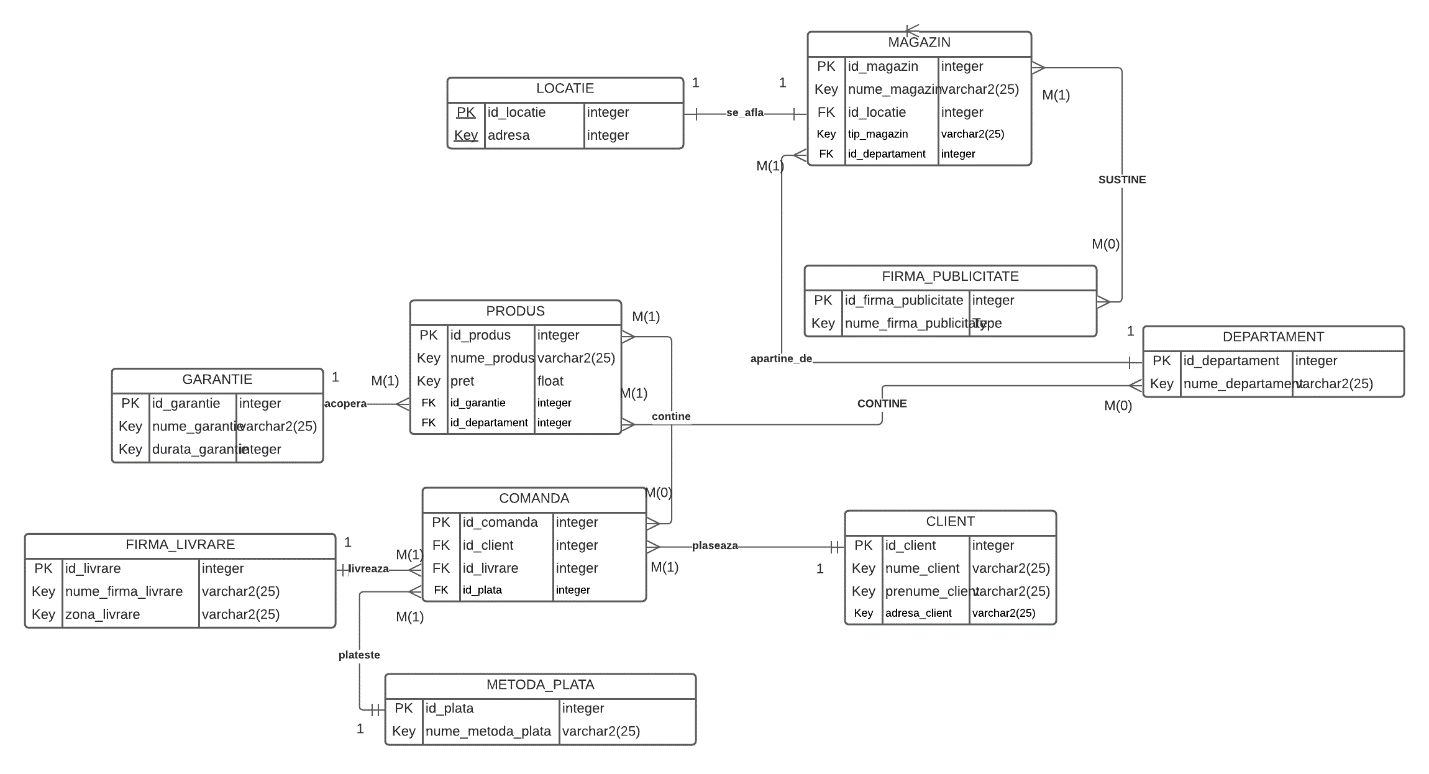 MAGAZIN
PK id_magazin integer
Key nume_magazin varchar2(25)
FK id_locatie integer
Key tip_magazin varchar2(25)
FK id_departament integer
LOCATIE
PK id_locatie integer
Key adresa integer
1
se_afla
1
M(1)
M(1)
SUSTINE
M(0)
FIRMA_PUBLICITATE
PK id_firma_publicitate integer
Key nume_firma_publicitate Type
PRODUS
PK id_produs integer
Key nume_produs varchar2(25)
Key pret float
FK id_garantie integer
FK id_departament integer
M(1)
M(1)
1
DEPARTAMENT
PK id_departament integer
Key nume_departament varchar2(25)
apartine_de
CONTINE
M(0)
contine
GARANTIE
PK id_garantie integer
Key nume_garantie varchar2(25)
Key durata_garantie integer
1
acopera
M(1)
COMANDA
PK id_comanda integer
FK id_client integer
FK id_livrare integer
FK id_plata integer
M(0)
plaseaza
M(1)
1
CLIENT
PK id_client integer
Key nume_client varchar2(25)
Key prenume_client varchar2(25)
Key adresa_client varchar2(25)
FIRMA_LIVRARE
PK id_livrare integer
Key nume_firma_livrare varchar2(25)
Key zona_livrare varchar2(25)
1
livreaza
M(1)
M(1)
plateste
1
METODA_PLATA
PK id_plata integer
Key nume_metoda_plata varchar2(25)